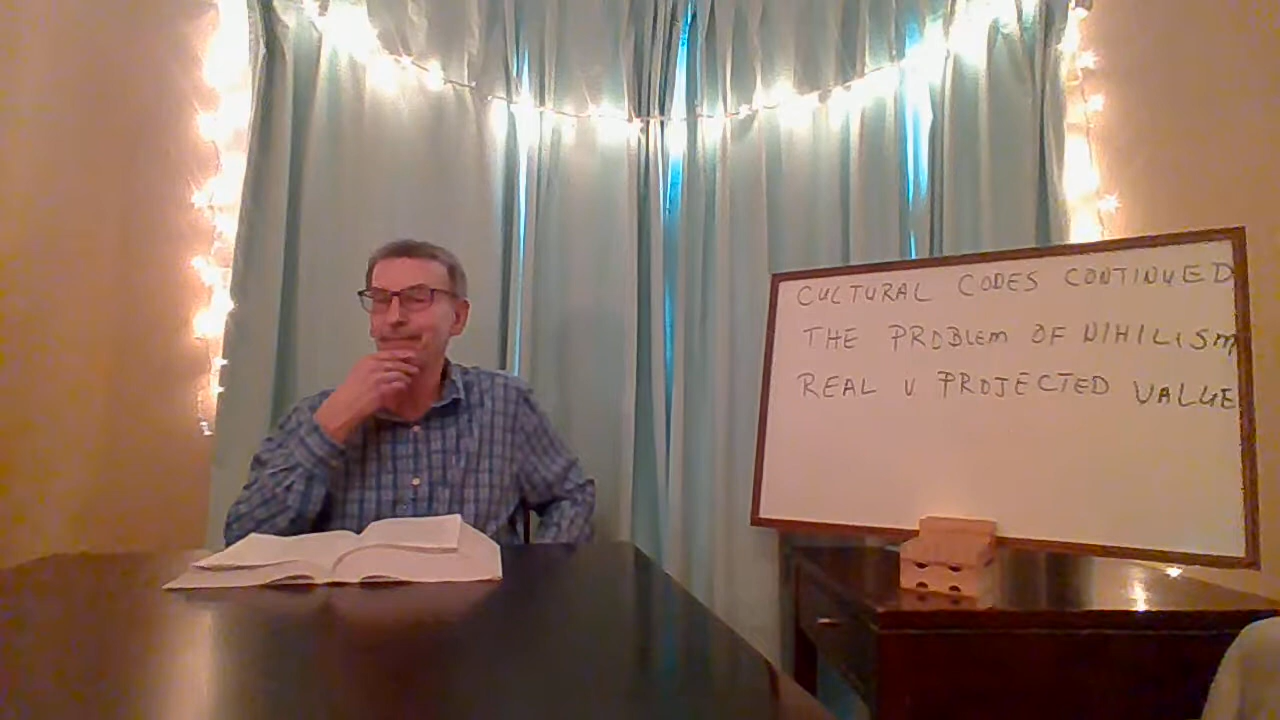 CULTURAL CODES CONTINUED
THE PROBLEM OF NIHILISM
REAL V PROJECTED VALUE